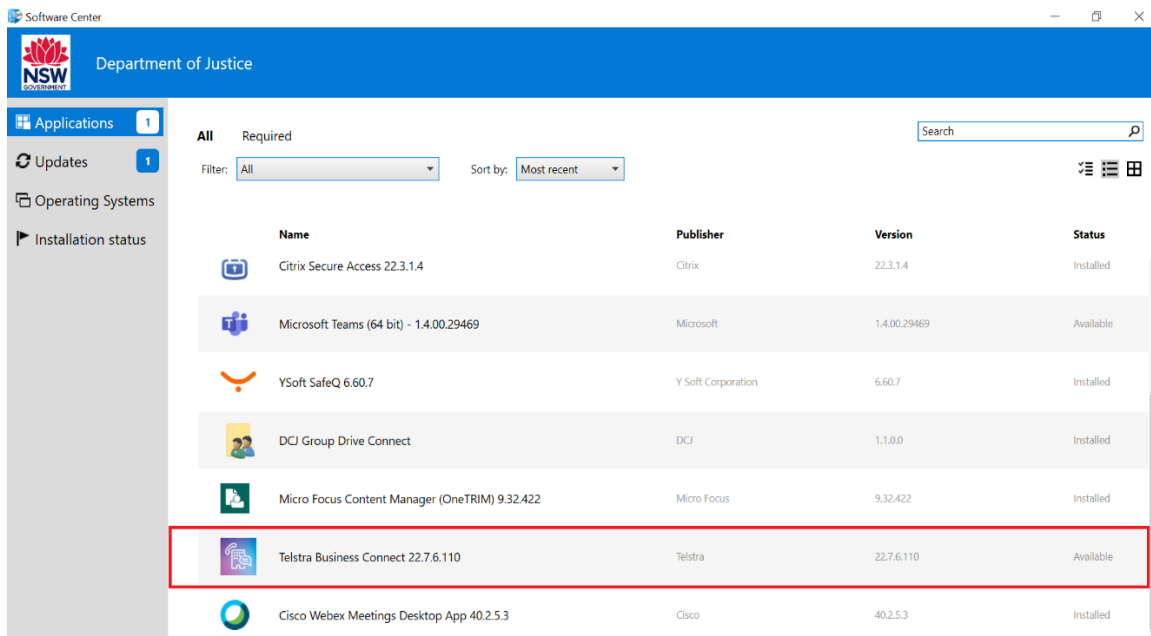 Software Center
NSW
GOVERNMENT
Department of Justice
Applications 1
Updates 1
Operating Systems
Installation status
All Required
Search
Filter: All Sort by: Most recent
Name Publisher Version Status
Citrix Secure Access 22.3.1.4 Citrix 22.3.1.4 Installed
Microsoft Teams (64 bit) - 1.4.00.29469 Microsoft 1.4.00.29469 Available
YSoft SafeQ 6.60.7 Y Soft Corporation 6.60.7 Installed
DCJ Group Drive Connect DCJ 1.1.0.0 Installed
Micro Focus Content Manager (OneTRIM) 9.32.422 Micro Focus 9.32.422 Installed
Telstra Business Connect 22.7.6.110 Telstra 22.7.6.110 Available
Cisco Webex Meetings Desktop App 40.2.5.3 Cisco 40.2.5.3 Installed